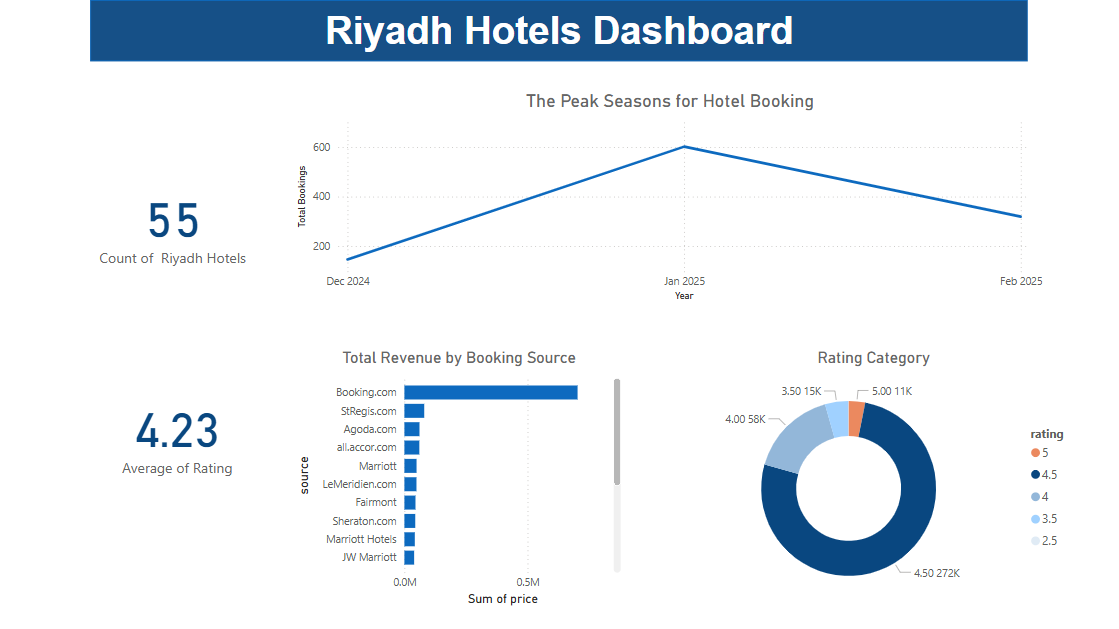 Riyadh Hotels Dashboard
The Peak Seasons for Hotel Booking
Total Bookings
600
400
200
Dec 2024
Jan 2025
Feb 2025
Year
55
Count of Riyadh Hotels
4.23
Average of Rating
Total Revenue by Booking Source
source
Booking.com
StRegis.com
Agoda.com
all.accor.com
Marriott
LeMeridien.com
Fairmont
Sheraton.com
Marriott Hotels
JW Marriott
0.0M
0.5M
Sum of price
Rating Category
3.50 15K
5.00 11K
4.00 58K
4.50 272K
rating
5
4.5
4
3.5
2.5